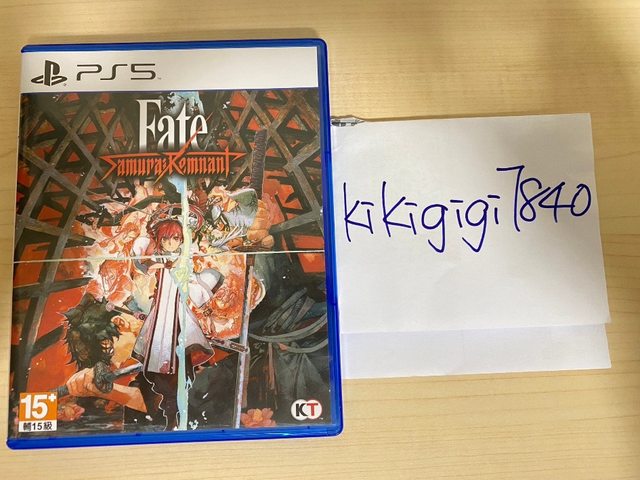 PS5
Fate
Samurai Remnant
kikigigi7840
15+
輔15級
KT